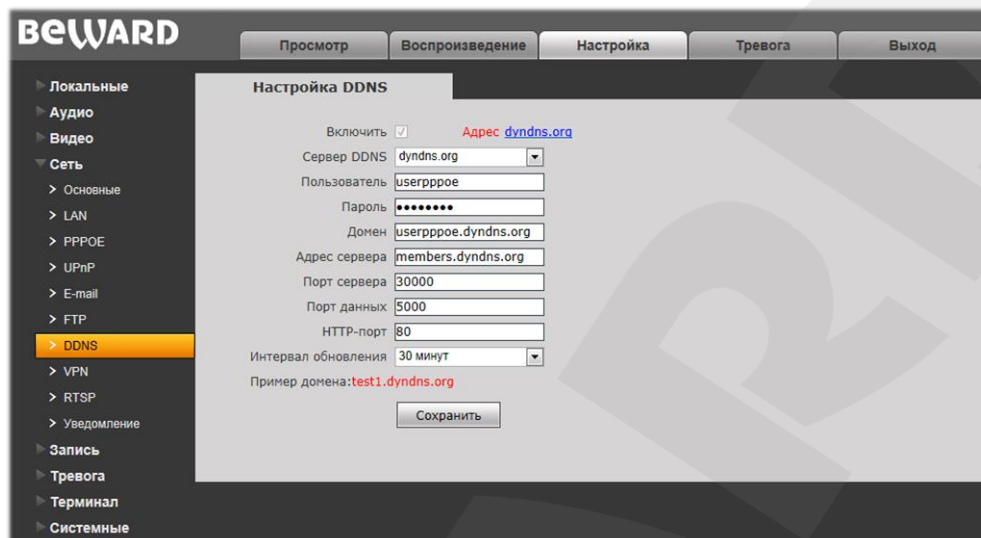 BEWARD
Просмотр Воспроизведение Настройка Тревога Выход
Локальные
Аудио
Видео
Сеть
> Основные
> LAN
> PPPOE
> UPnP
> E-mail
> FTP
> DDNS
> VPN
> RTSP
> Уведомление
Запись
Тревога
Терминал
Системные
Настройка DDNS
Включить Адрес dyndns.org
Сервер DDNS dyndns.org
Пользователь userpppoe
Пароль ••••••••
Домен userpppoe.dyndns.org
Адрес сервера members.dyndns.org
Порт сервера 30000
Порт данных 5000
HTTP-порт 80
Интервал обновления 30 минут
Пример домена:test1.dyndns.org
Сохранить